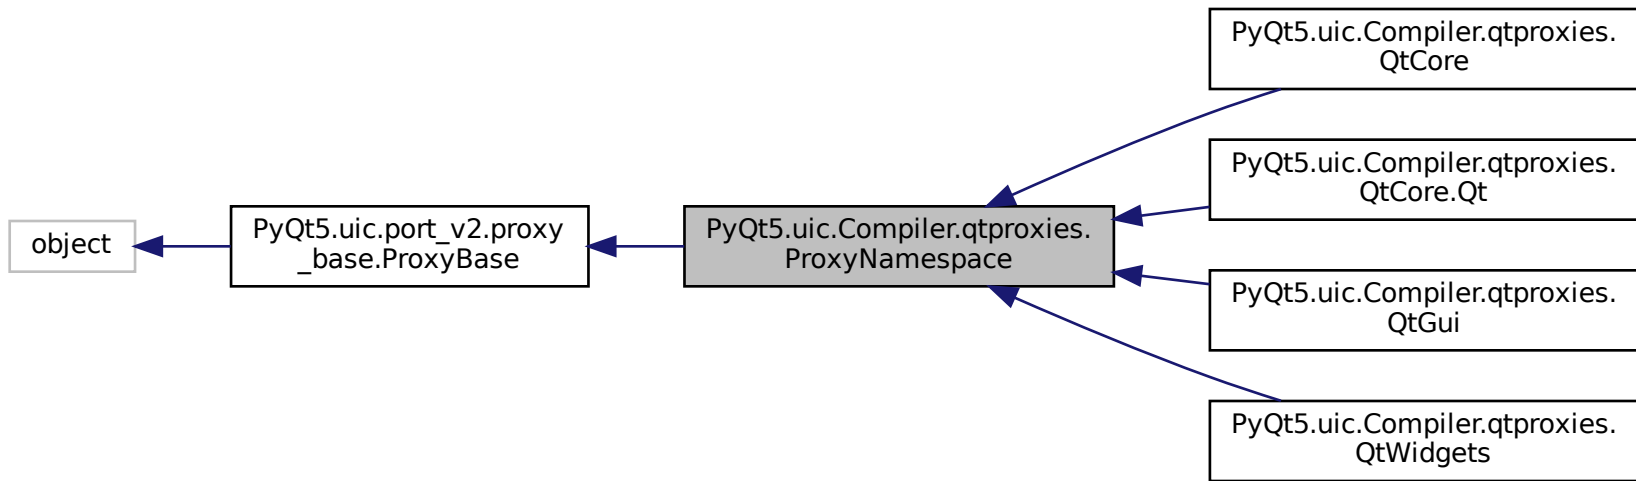 object
PyQt5.uic.port_v2.proxy
_base.ProxyBase
PyQt5.uic.Compiler.qtproxies.
ProxyNamespace
PyQt5.uic.Compiler.qtproxies.
QtCore
PyQt5.uic.Compiler.qtproxies.
QtCore.Qt
PyQt5.uic.Compiler.qtproxies.
QtGui
PyQt5.uic.Compiler.qtproxies.
QtWidgets